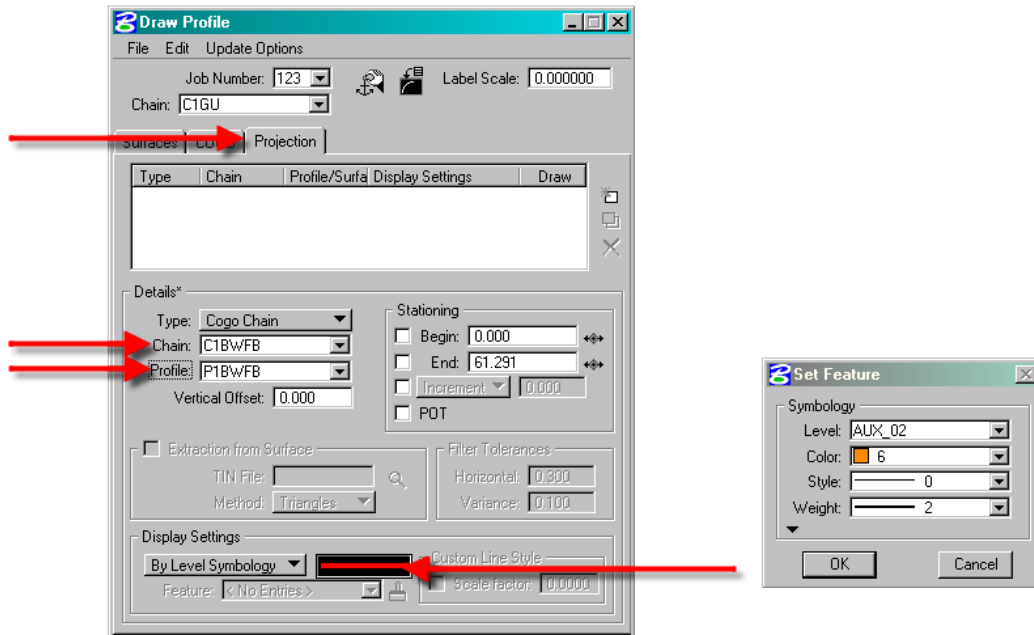 Draw Profile
File Edit Update Options
Job Number: 123 Label Scale: 0.000000
Chain: C1GU
Surfaces Projection
Type Chain Profile/Surfa Display Settings Draw
Details*
Type: Cogo Chain
Chain: C1BWFB
Profile: P1BWFB
Vertical Offset: 0.000
Stationing
Begin: 0.000
End: 61.291
Increment 0.000
POT
Extraction from Surface
TIN File:
Method: Triangles
Filter Tolerances
Horizontal: 0.300
Variance: 0.100
Display Settings
By Level Symbology
Feature: < No Entries >
Custom Line Style
Scale factor: 0.0000
Set Feature
Symbology
Level: AUX_02
Color: 6
Style: 0
Weight: 2
OK Cancel